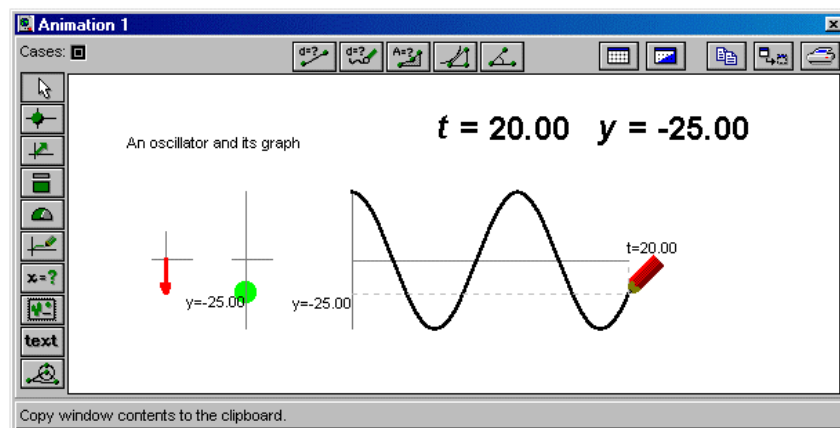 Animation 1
Cases:
d=? d=? A=?
t = 20.00 y = -25.00
An oscillator and its graph
t=20.00
y=-25.00 y=-25.00
x=?
text
Copy window contents to the clipboard.